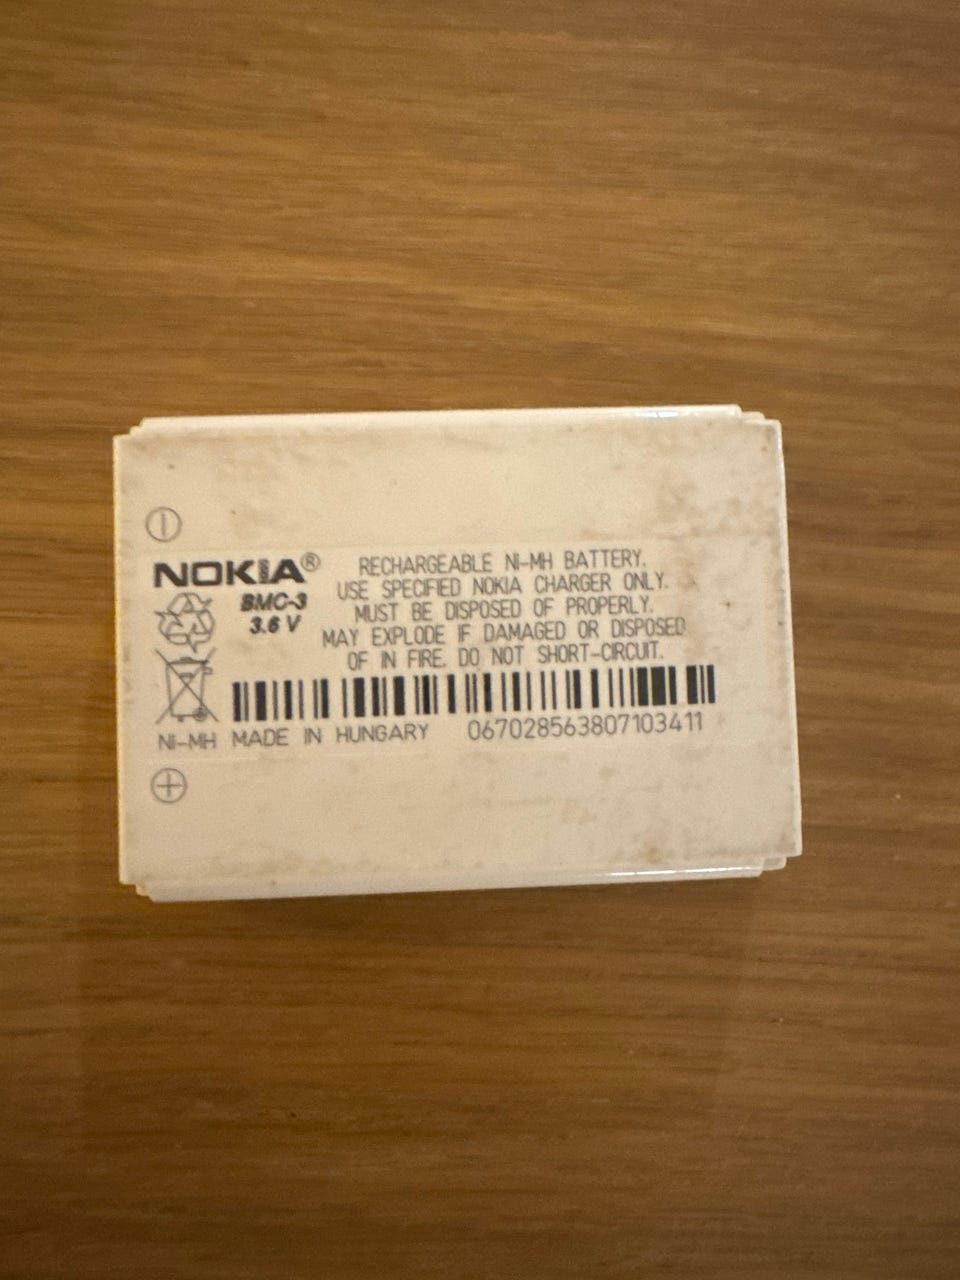 NOKIA®
BMC-3
3.6 V
RECHARGEABLE Ni-MH BATTERY.
USE SPECIFIED NOKIA CHARGER ONLY.
MUST BE DISPOSED OF PROPERLY.
MAY EXPLODE IF DAMAGED OR DISPOSED
OF IN FIRE. DO NOT SHORT-CIRCUIT.
Ni-MH MADE IN HUNGARY 0670285638071034​11